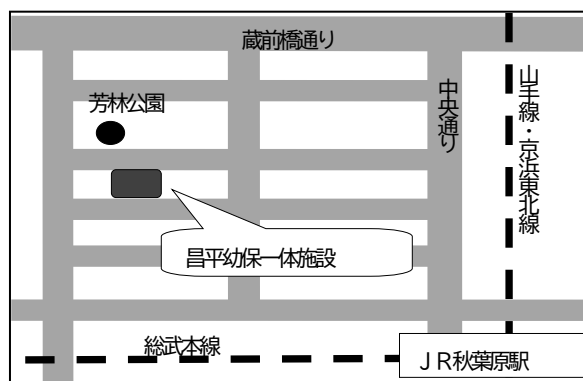 蔵前橋通り
芳林公園
中央通り
山手線・京浜東北線
昌平幼保一体施設
総武本線
ＪＲ秋葉原駅